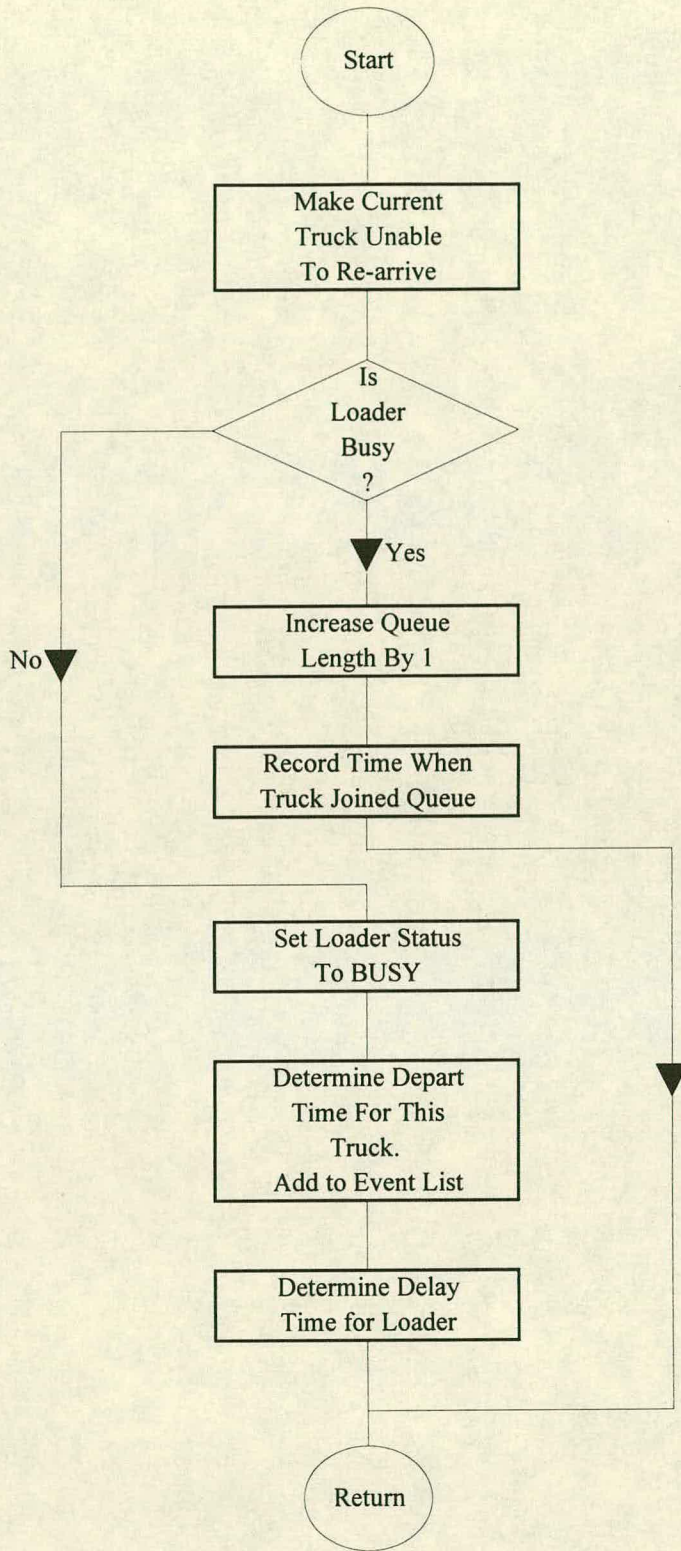 Start
Make Current
Truck Unable
To Re-arrive
Is
Loader
Busy
?
Yes
Increase Queue
Length By 1
No
Record Time When
Truck Joined Queue
Set Loader Status
To BUSY
Determine Depart
Time For This
Truck.
Add to Event List
Determine Delay
Time for Loader
Return